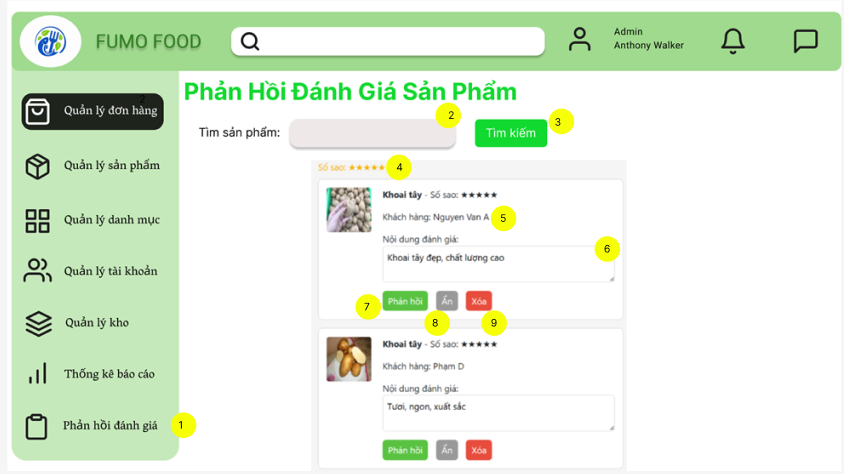 FUMO FOOD
Admin
Anthony Walker
2
Quản lý đơn hàng
Quản lý sản phẩm
Quản lý danh mục
Quản lý tài khoản
Quản lý kho
Thống kê báo cáo
Phản hồi đánh giá
1
Phản Hồi Đánh Giá Sản Phẩm
Tìm sản phẩm:
2
Tìm kiếm
3
Số sao: ★★★★★
4
Khoai tây - Số sao: ★★★★★
Khách hàng: Nguyen Van A
5
Nội dung đánh giá:
6
Khoai tây đẹp, chất lượng cao
7
Phản hồi Ẩn Xóa
8
9
Khoai tây - Số sao: ★★★★★
Khách hàng: Phạm D
Nội dung đánh giá:
Tươi, ngon, xuất sắc
Phản hồi Ẩn Xóa